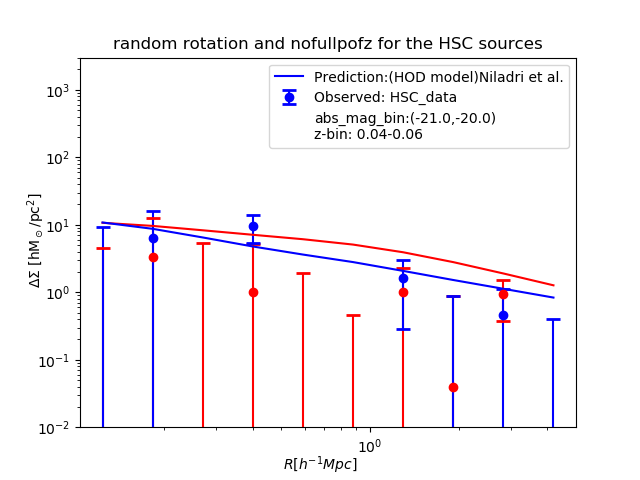 random rotation and nofullpofz for the HSC sources
Prediction:(HOD model)Niladri et al.
Observed: HSC_data
abs_mag_bin:(-21.0,-20.0)
z-bin: 0.04-0.06
ΔΣ [hM⊙/pc²]
10³
10²
10¹
10⁰
10⁻¹
10⁻²
10⁰
R[h⁻¹Mpc]